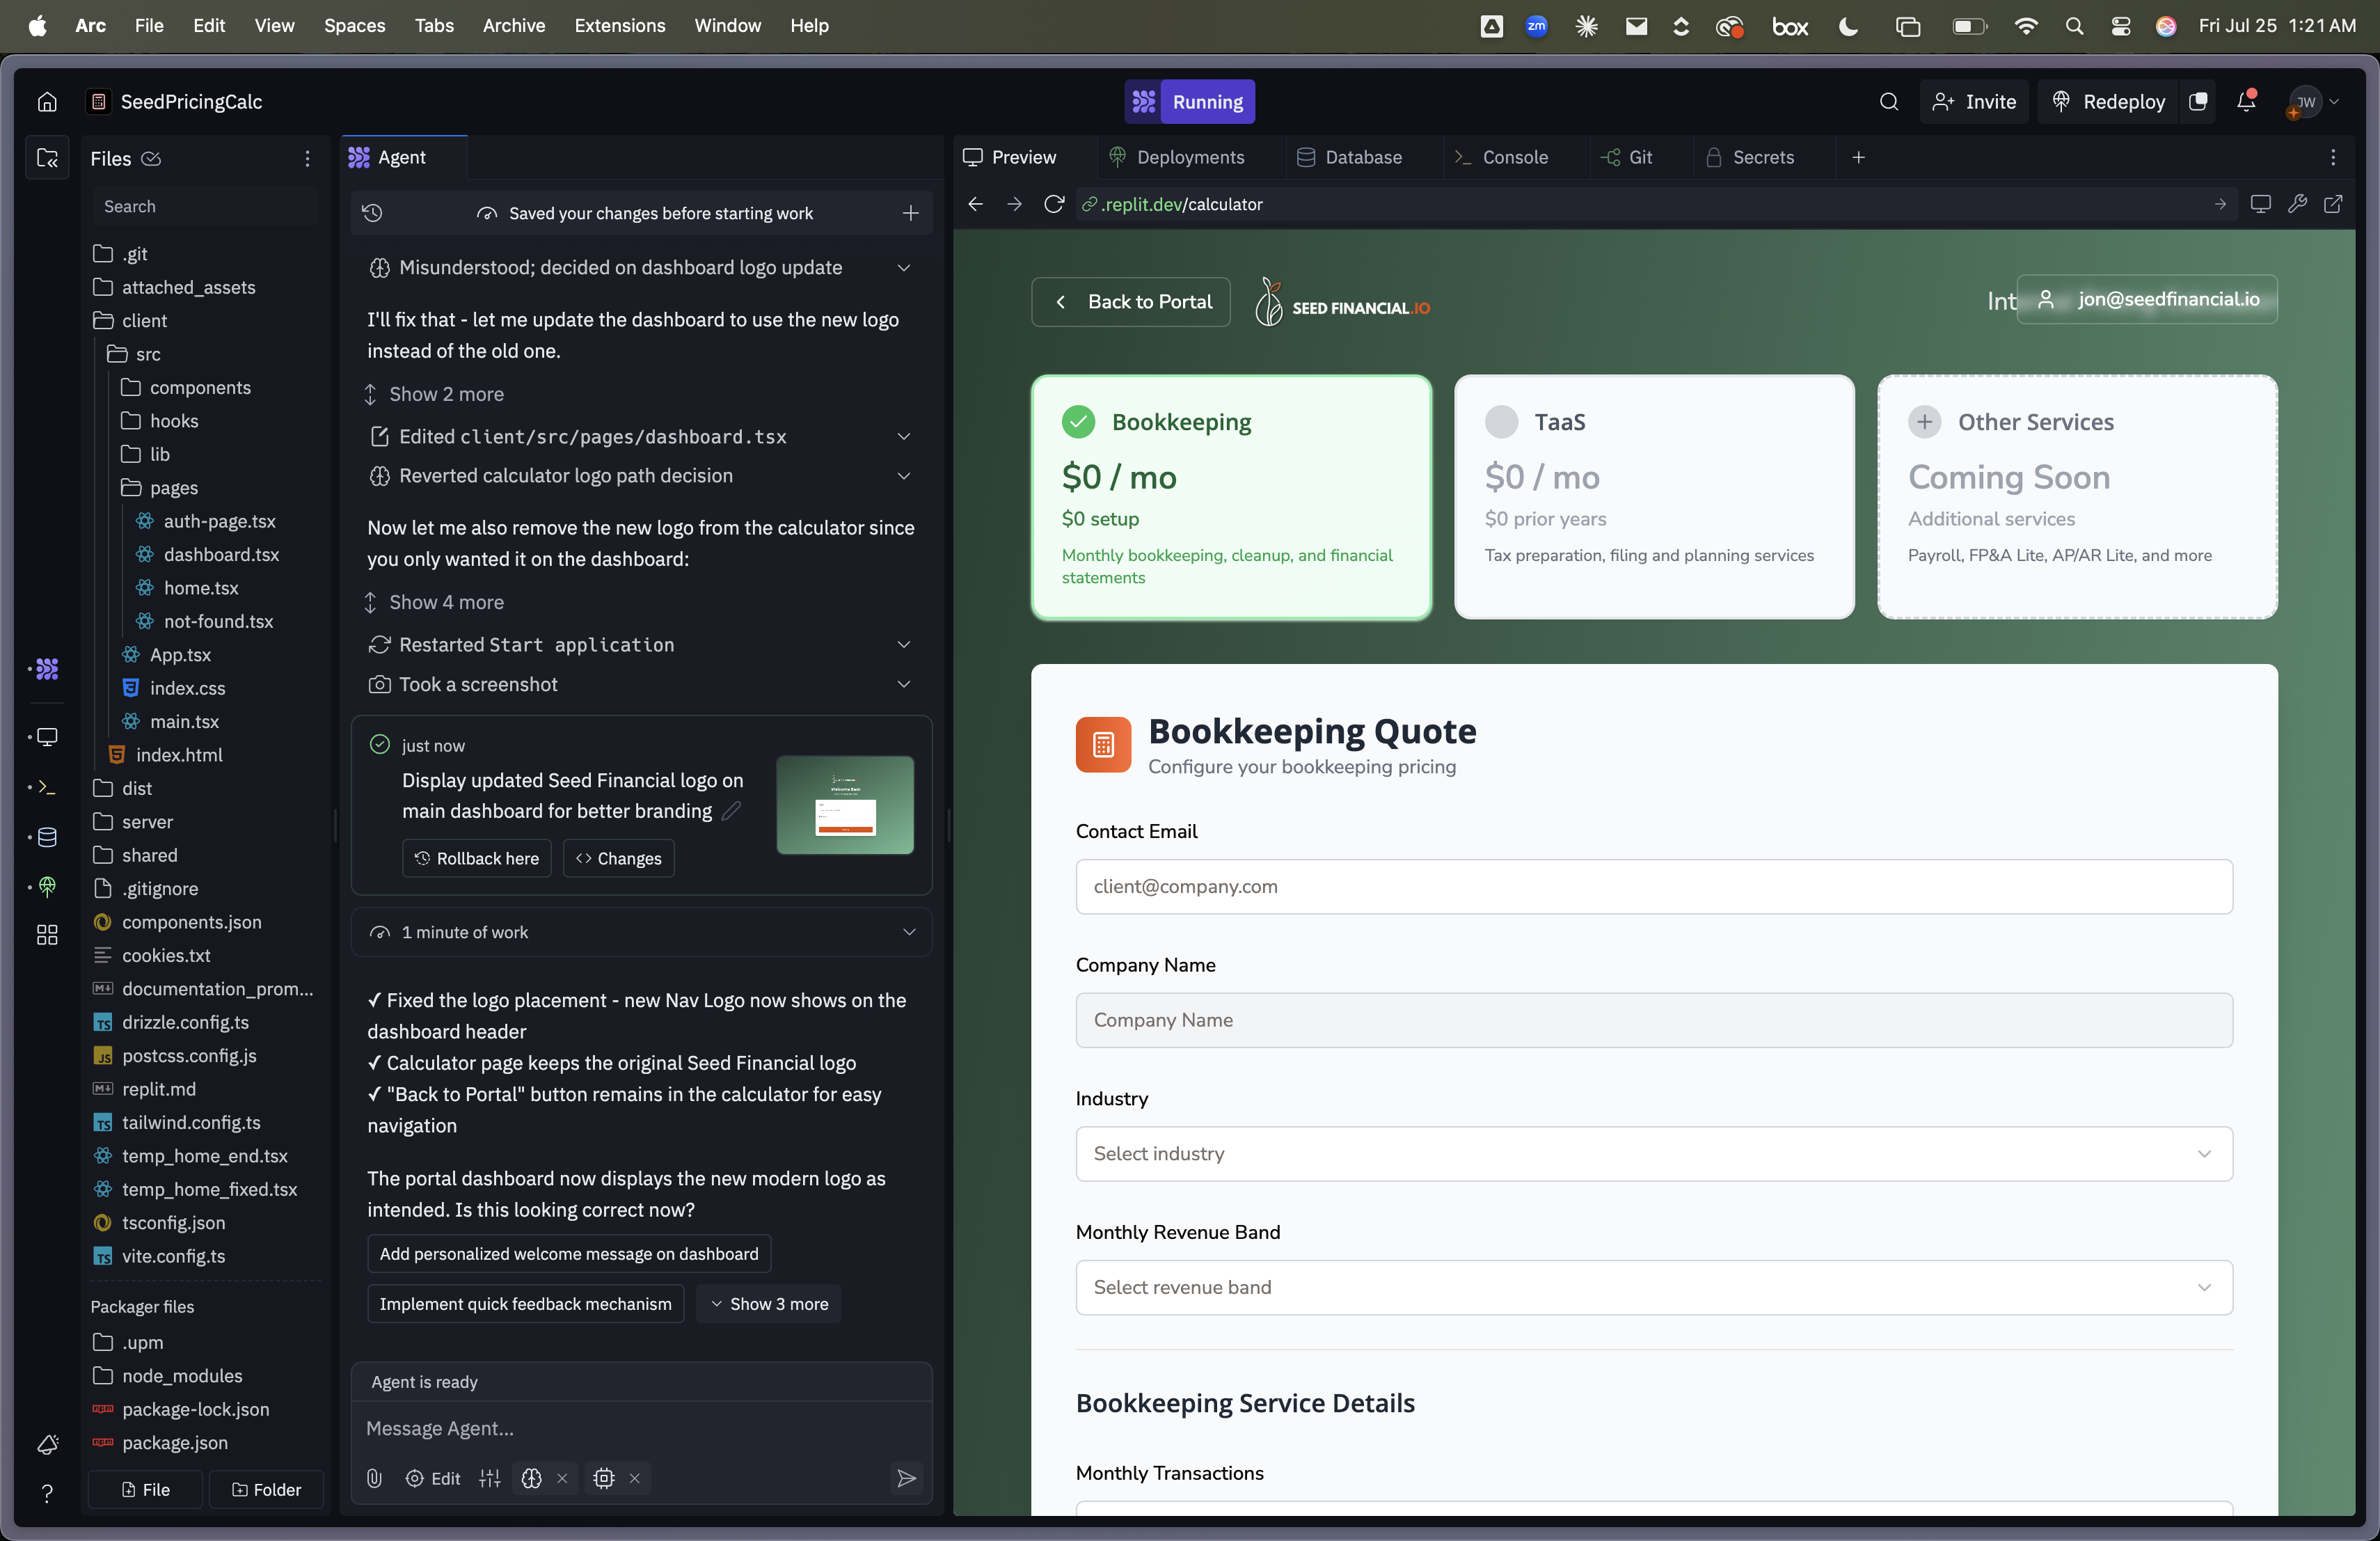 Arc File Edit View Spaces Tabs Archive Extensions Window Help
zm
box
Fri Jul 25 1:21 AM
SeedPricingCalc
Running
Invite
Redeploy
JW
Files
Search
.git
attached_assets
client
src
components
hooks
lib
pages
auth-page.tsx
dashboard.tsx
home.tsx
not-found.tsx
App.tsx
index.css
main.tsx
index.html
dist
server
shared
.gitignore
components.json
cookies.txt
documentation_prom...
drizzle.config.ts
postcss.config.js
replit.md
tailwind.config.ts
temp_home_end.tsx
temp_home_fixed.tsx
tsconfig.json
vite.config.ts
Packager files
.upm
node_modules
package-lock.json
package.json
File
Folder
Agent
Saved your changes before starting work
Misunderstood; decided on dashboard logo update
I'll fix that - let me update the dashboard to use the new logo
instead of the old one.
Show 2 more
Edited client/src/pages/dashboard.tsx
Reverted calculator logo path decision
Now let me also remove the new logo from the calculator since
you only wanted it on the dashboard:
Show 4 more
Restarted Start application
Took a screenshot
just now
Display updated Seed Financial logo on
main dashboard for better branding
Rollback here
Changes
1 minute of work
✓ Fixed the logo placement - new Nav Logo now shows on the
dashboard header
✓ Calculator page keeps the original Seed Financial logo
✓ "Back to Portal" button remains in the calculator for easy
navigation
The portal dashboard now displays the new modern logo as
intended. Is this looking correct now?
Add personalized welcome message on dashboard
Implement quick feedback mechanism
Show 3 more
Agent is ready
Message Agent...
Edit
Preview
Deployments
Database
Console
Git
Secrets
.replit.dev/calculator
Back to Portal
SEED FINANCIAL.IO
Int
jon@seedfinancial.io
Bookkeeping
$0 / mo
$0 setup
Monthly bookkeeping, cleanup, and financial
statements
TaaS
$0 / mo
$0 prior years
Tax preparation, filing and planning services
Other Services
Coming Soon
Additional services
Payroll, FP&A Lite, AP/AR Lite, and more
Bookkeeping Quote
Configure your bookkeeping pricing
Contact Email
client@company.com
Company Name
Company Name
Industry
Select industry
Monthly Revenue Band
Select revenue band
Bookkeeping Service Details
Monthly Transactions